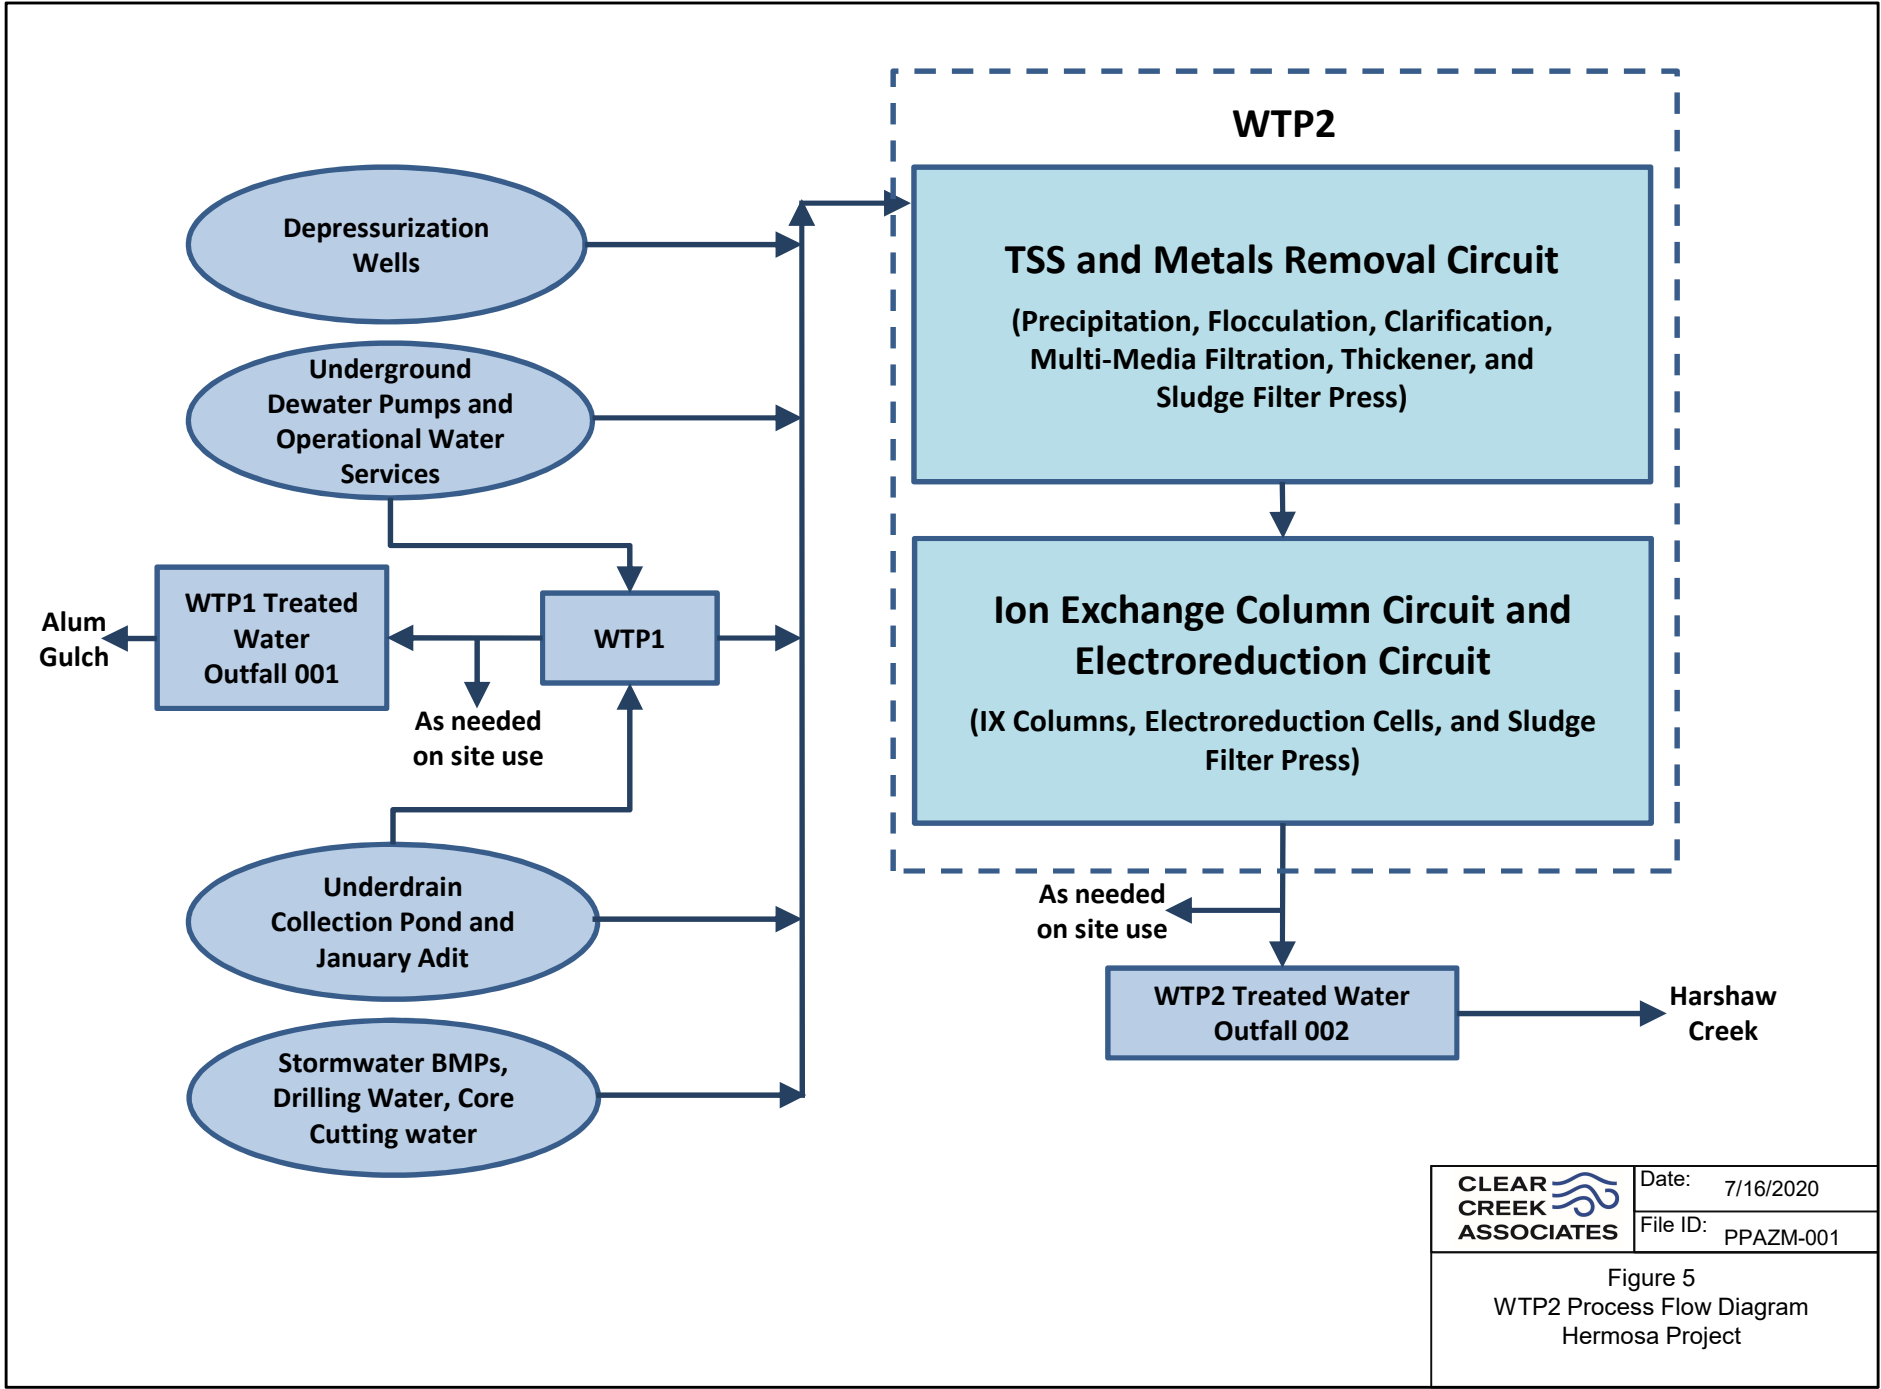 WTP2
Depressurization
Wells
TSS and Metals Removal Circuit
(Precipitation, Flocculation, Clarification,
Multi-Media Filtration, Thickener, and
Sludge Filter Press)
Underground
Dewater Pumps and
Operational Water
Services
Alum
Gulch
WTP1 Treated
Water
Outfall 001
WTP1
As needed
on site use
Ion Exchange Column Circuit and
Electroreduction Circuit
(IX Columns, Electroreduction Cells, and Sludge
Filter Press)
Underdrain
Collection Pond and
January Adit
As needed
on site use
WTP2 Treated Water
Outfall 002
Harshaw
Creek
Stormwater BMPs,
Drilling Water, Core
Cutting water
CLEAR
CREEK
ASSOCIATES
Date: 7/16/2020
File ID: PPAZM-001
Figure 5
WTP2 Process Flow Diagram
Hermosa Project